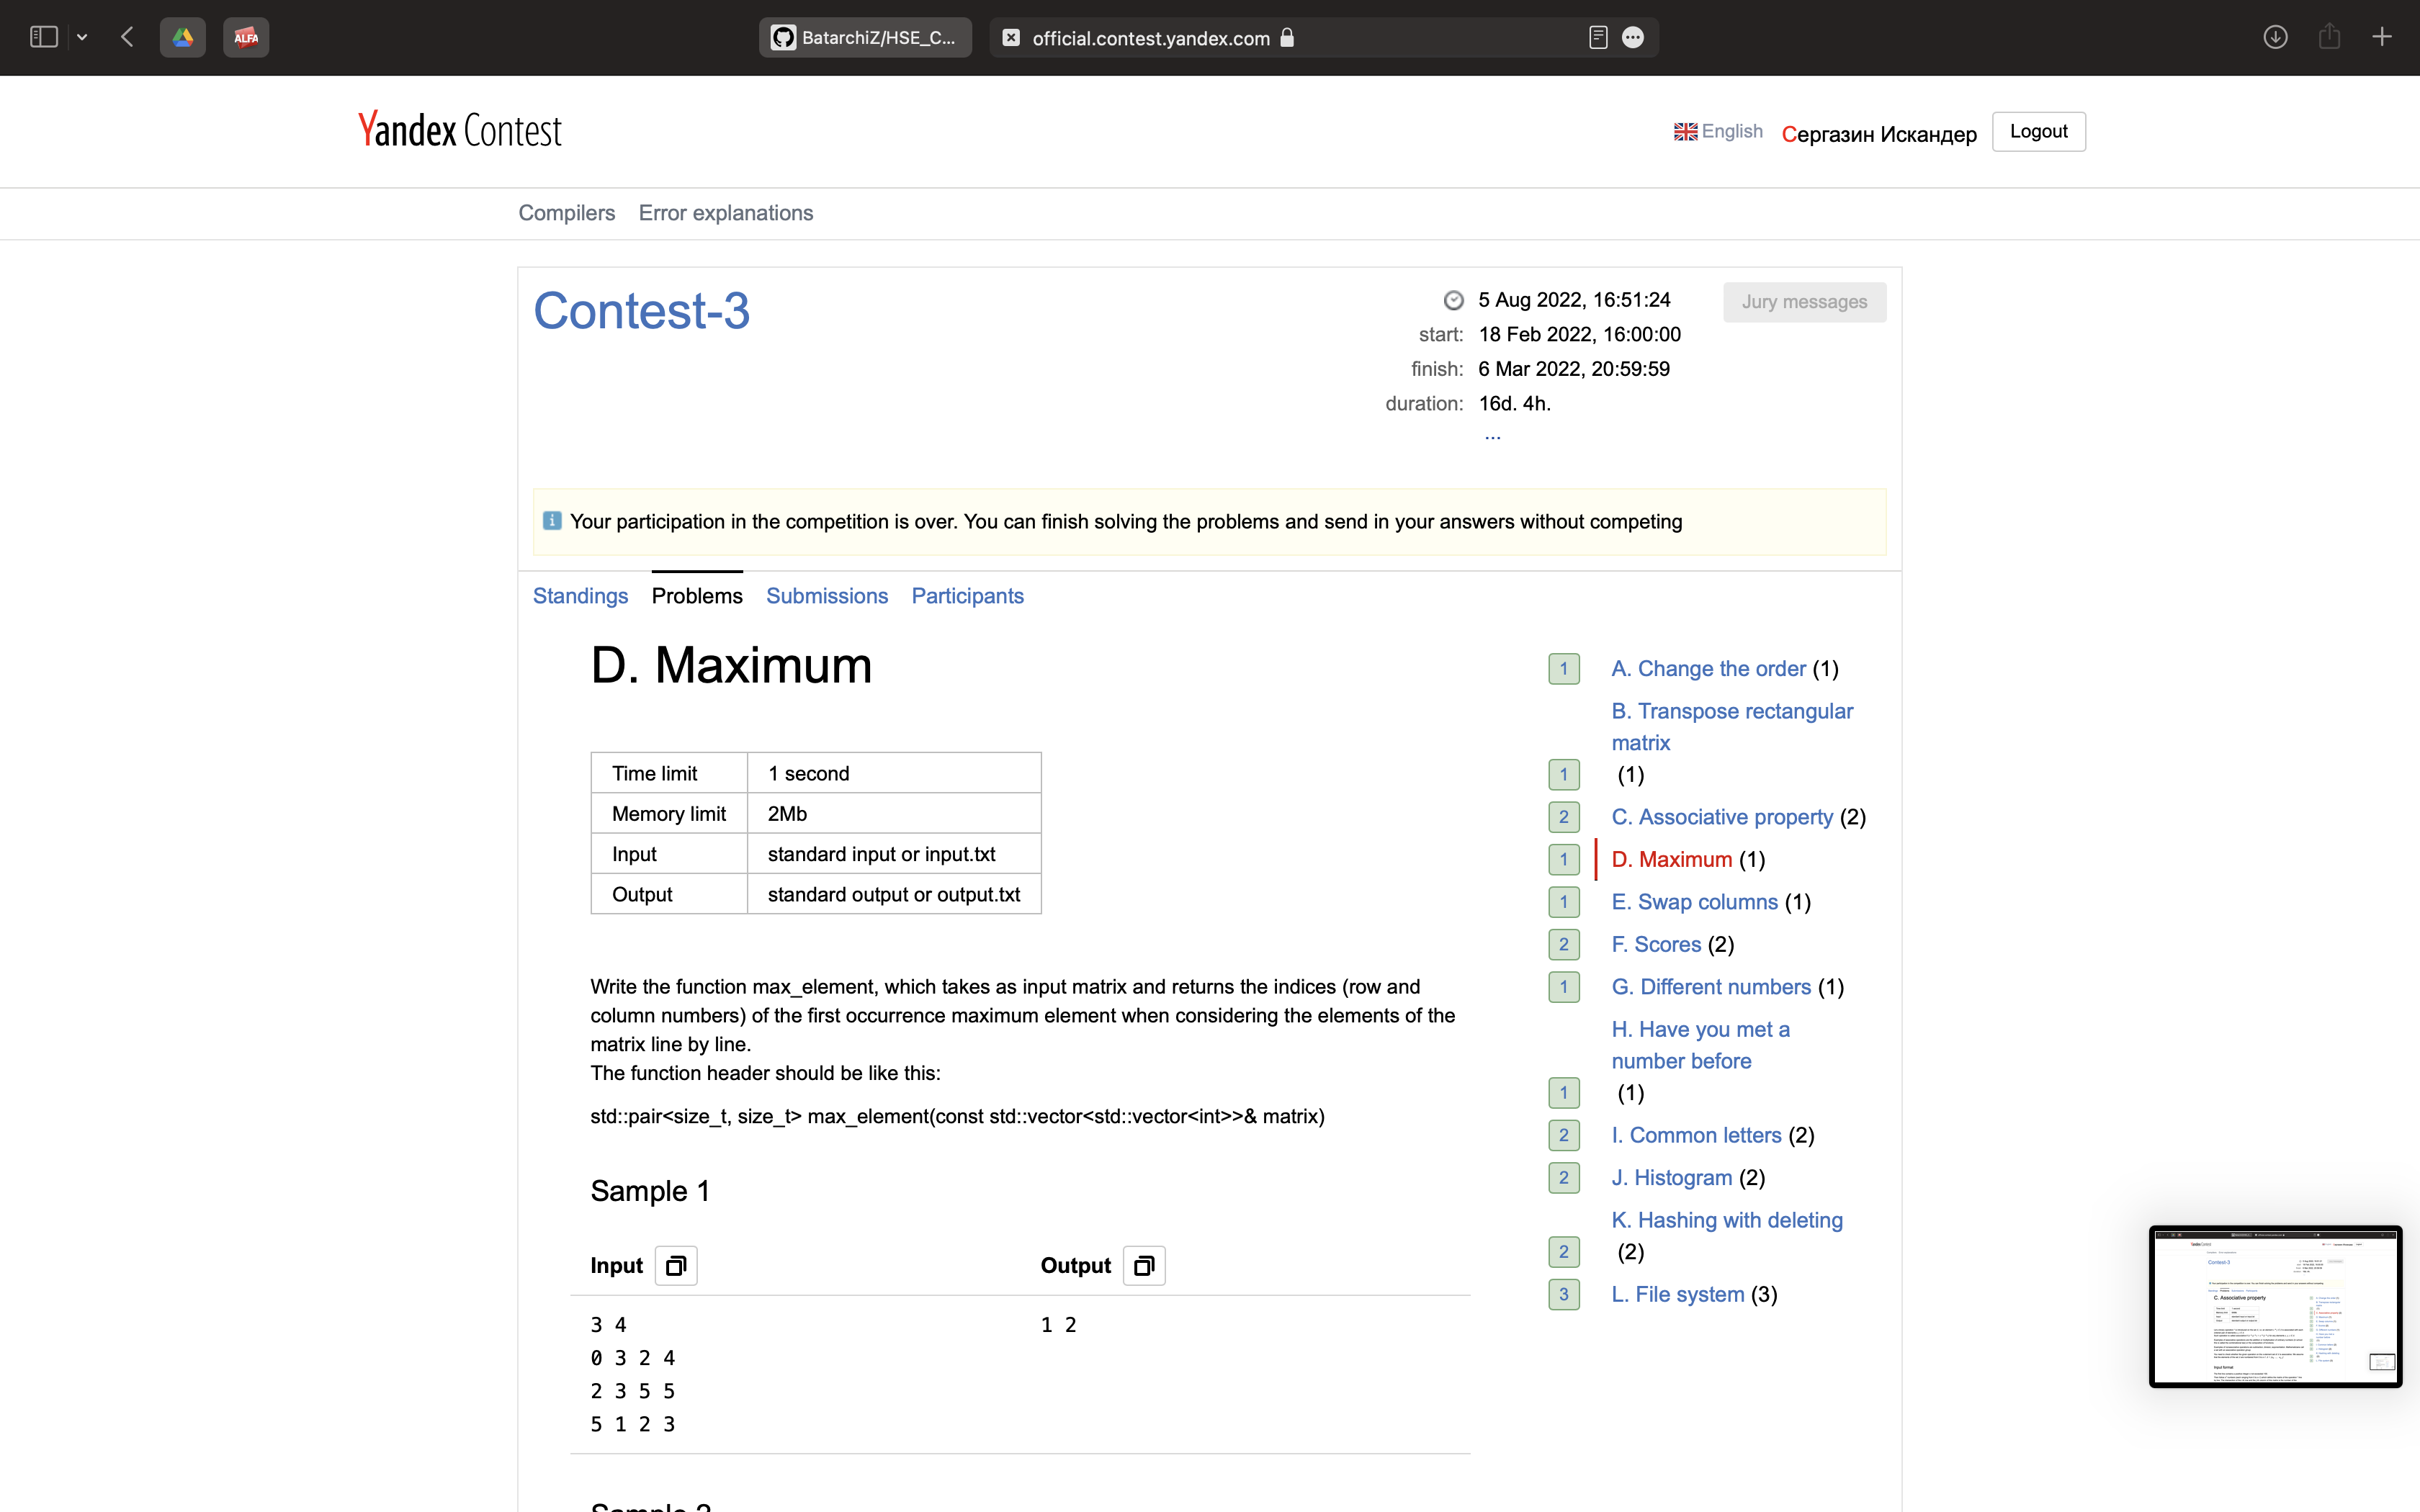 ALFA
BatarchiZ/HSE_C...
official.contest.yandex.com
Yandex Contest
English
Сергазин Искандер
Logout
Compilers
Error explanations
Contest-3
5 Aug 2022, 16:51:24
Jury messages
start: 18 Feb 2022, 16:00:00
finish: 6 Mar 2022, 20:59:59
duration: 16d. 4h.
...
Your participation in the competition is over. You can finish solving the problems and send in your answers without competing
Standings
Problems
Submissions
Participants
D. Maximum
Time limit 1 second
Memory limit 2Mb
Input standard input or input.txt
Output standard output or output.txt
Write the function max_element, which takes as input matrix and returns the indices (row and
column numbers) of the first occurrence maximum element when considering the elements of the
matrix line by line.
The function header should be like this:
std::pair<size_t, size_t> max_element(const std::vector<std::vector<int>>& matrix)
Sample 1
Input
Output
3 4
0 3 2 4
2 3 5 5
5 1 2 3
1 2
1 A. Change the order (1)
B. Transpose rectangular
matrix
1 (1)
2 C. Associative property (2)
1 D. Maximum (1)
1 E. Swap columns (1)
2 F. Scores (2)
1 G. Different numbers (1)
H. Have you met a
number before
1 (1)
2 I. Common letters (2)
2 J. Histogram (2)
K. Hashing with deleting
2 (2)
3 L. File system (3)
Contest-3
C. Associative property
Input format